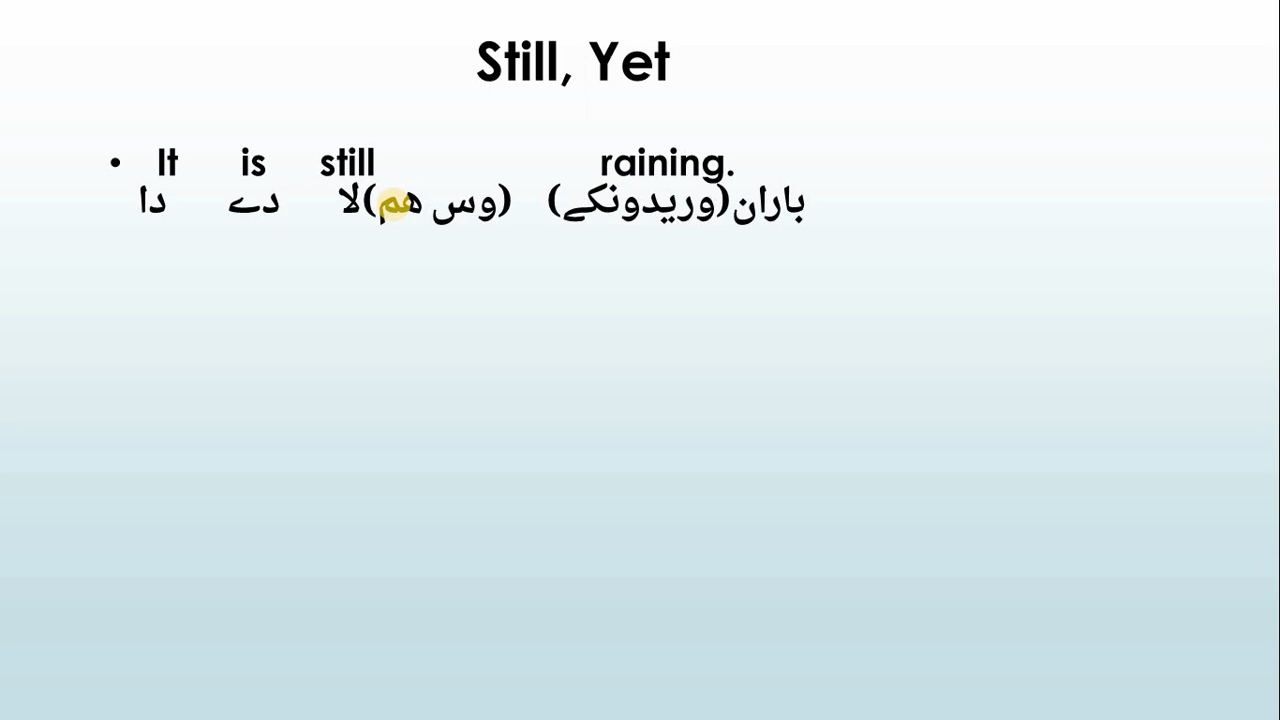 Still, Yet
• It is still raining.
دا دے لا(وس هم) باران(وریدونکے)